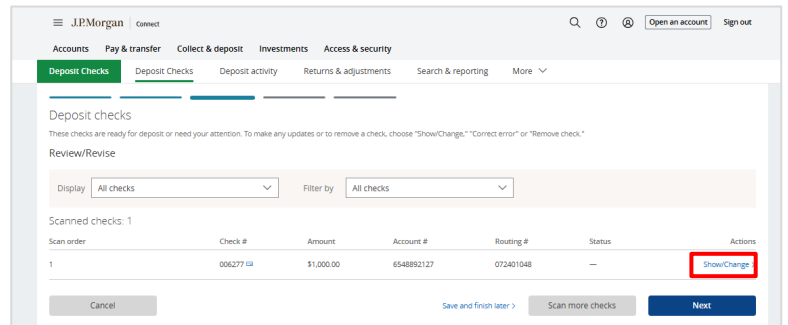 J.P.Morgan | Connect
Open an account
Sign out
Accounts Pay & transfer Collect & deposit Investments Access & security
Deposit Checks Deposit Checks Deposit activity Returns & adjustments Search & reporting More
Deposit checks
These checks are ready for deposit or need your attention. To make any updates or to remove a check, choose "Show/Change," "Correct error" or "Remove check."
Review/Revise
Display All checks Filter by All checks
Scanned checks: 1
Scan order Check # Amount Account # Routing # Status Actions
1 006277 $1,000.00 6548892127 072401048 — Show/Change >
Cancel Save and finish later > Scan more checks Next